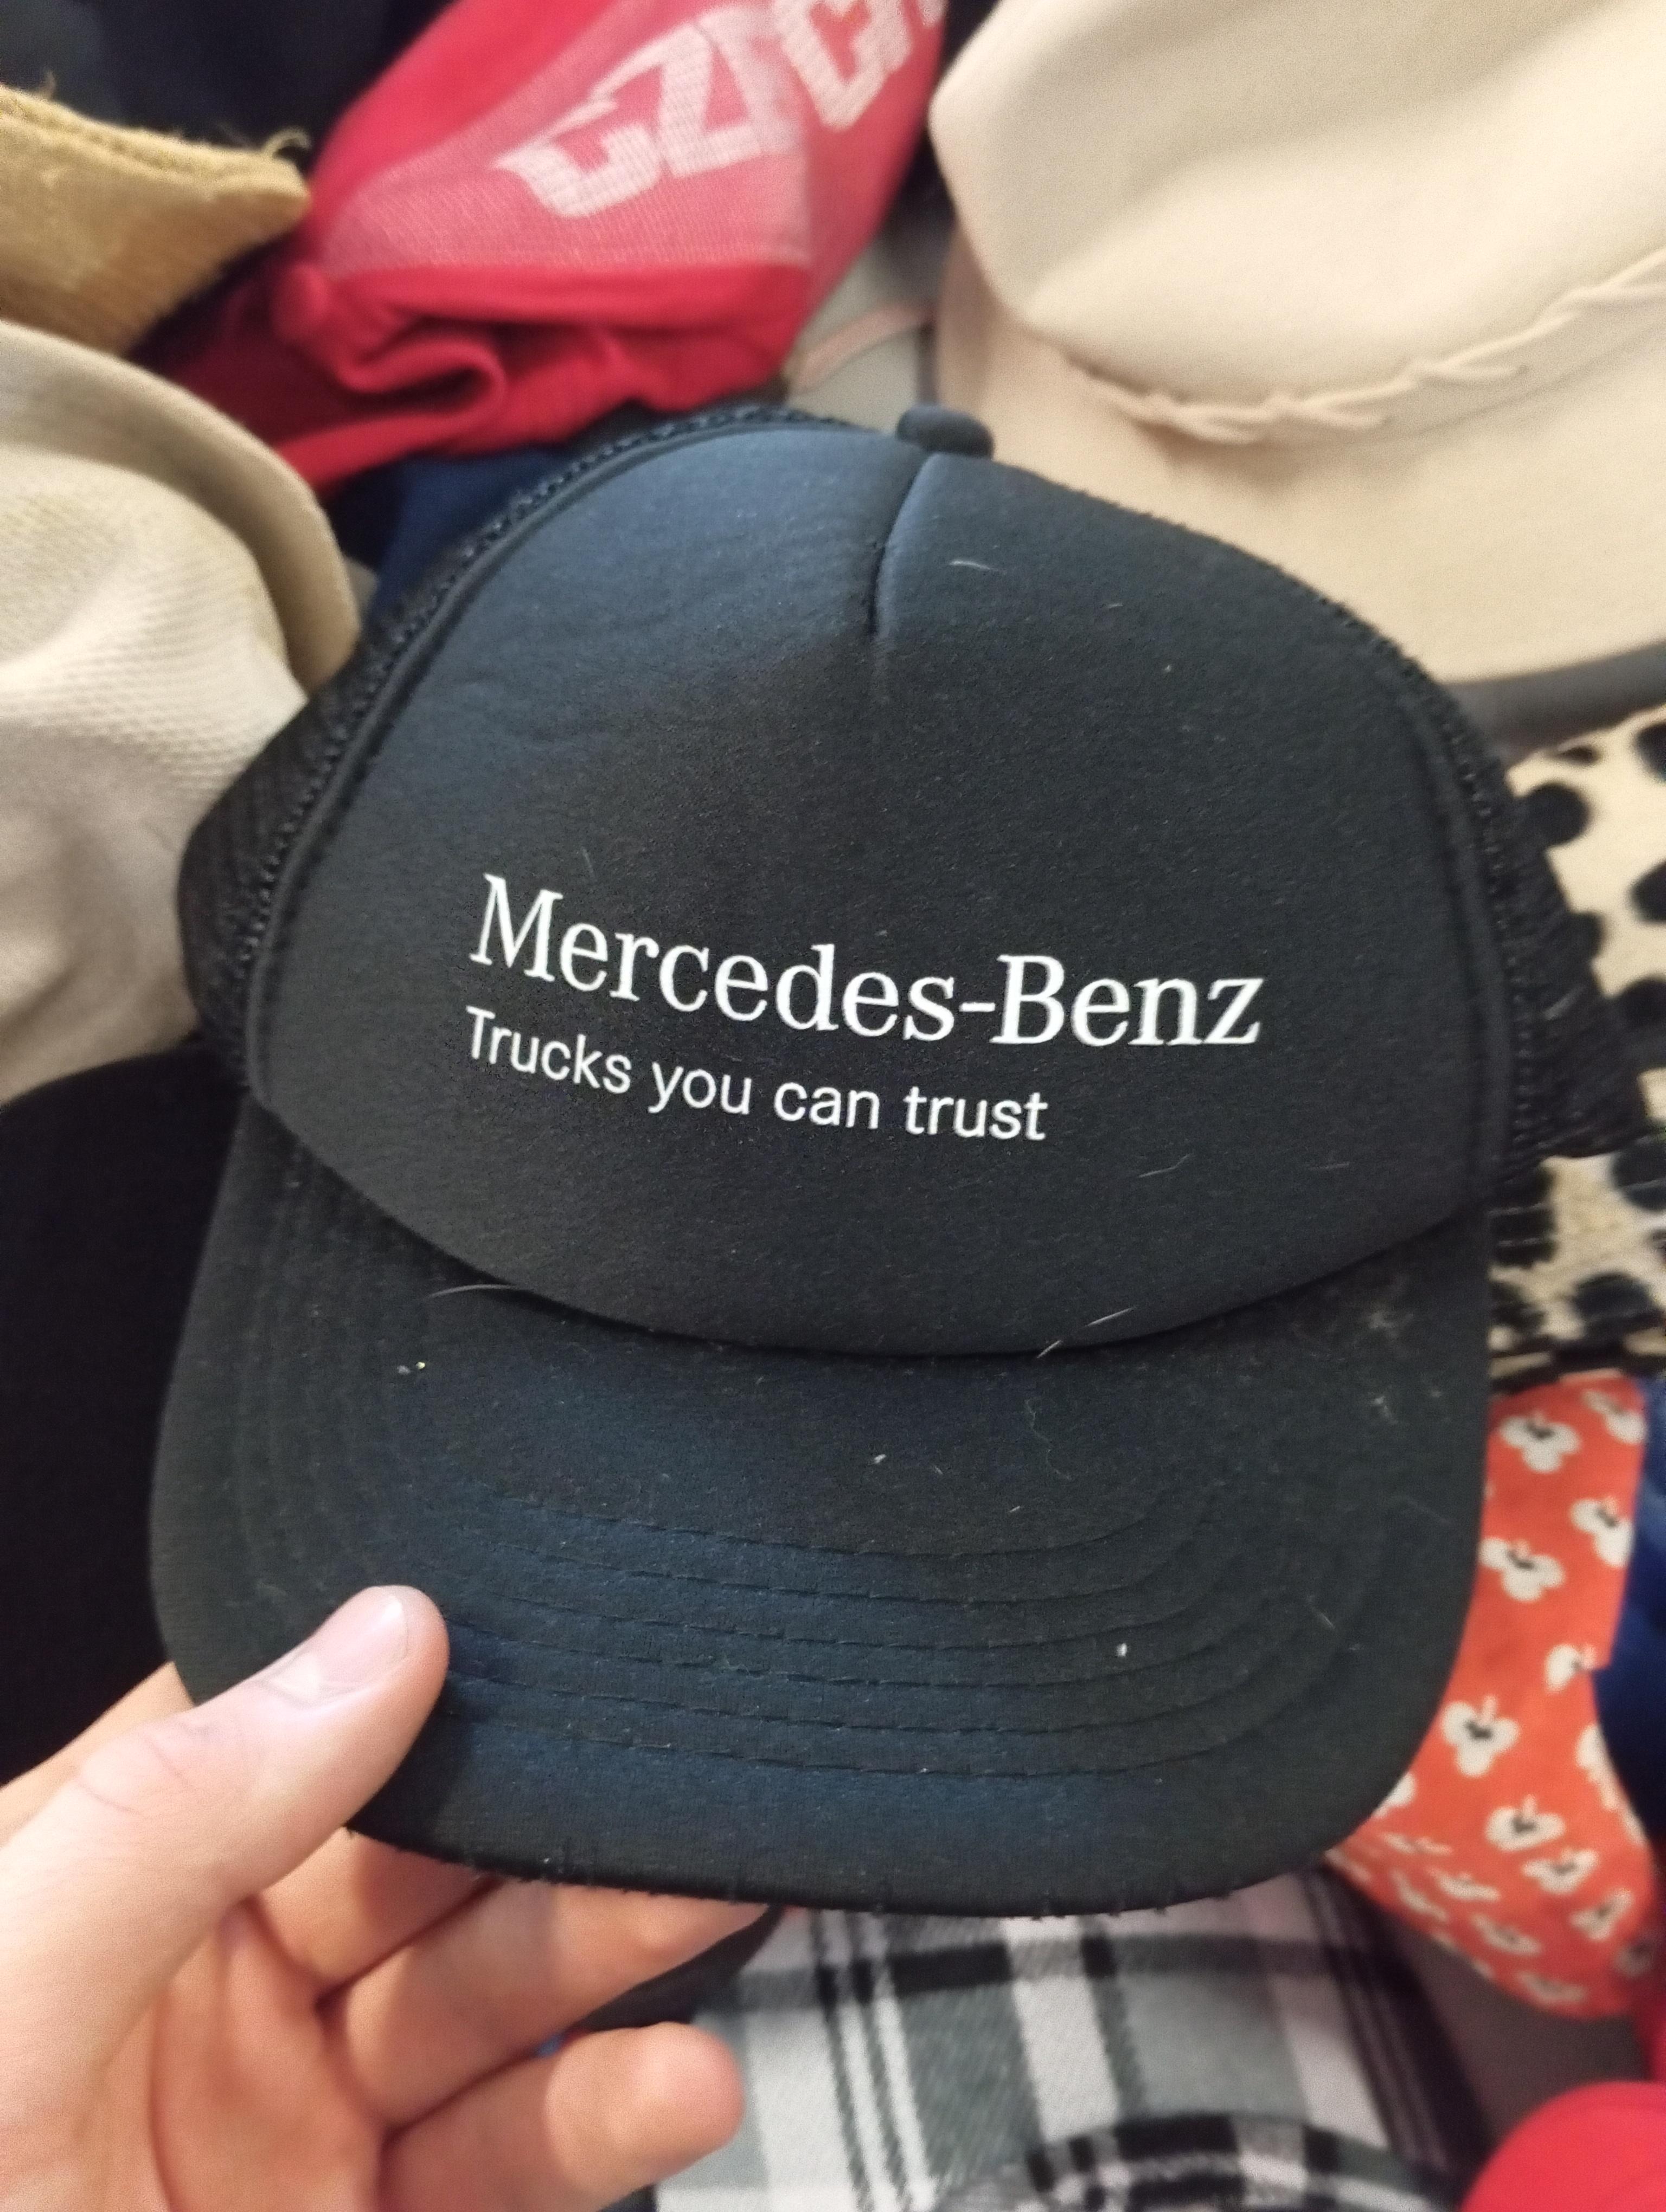 Mercedes-Benz
Trucks you can trust